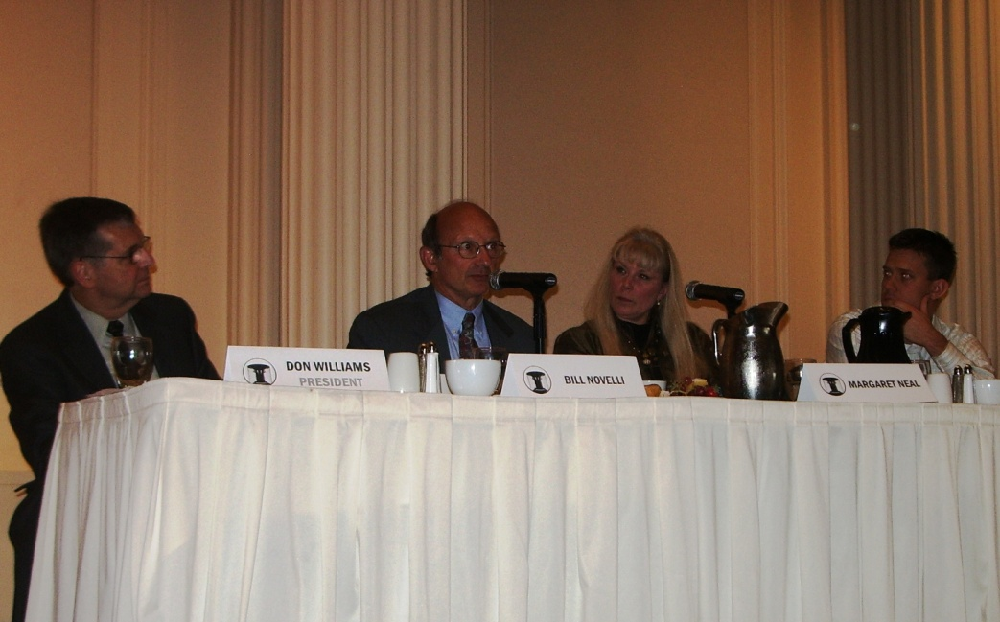 DON WILLIAMS
PRESIDENT
BILL NOVELLI
MARGARET NEAL